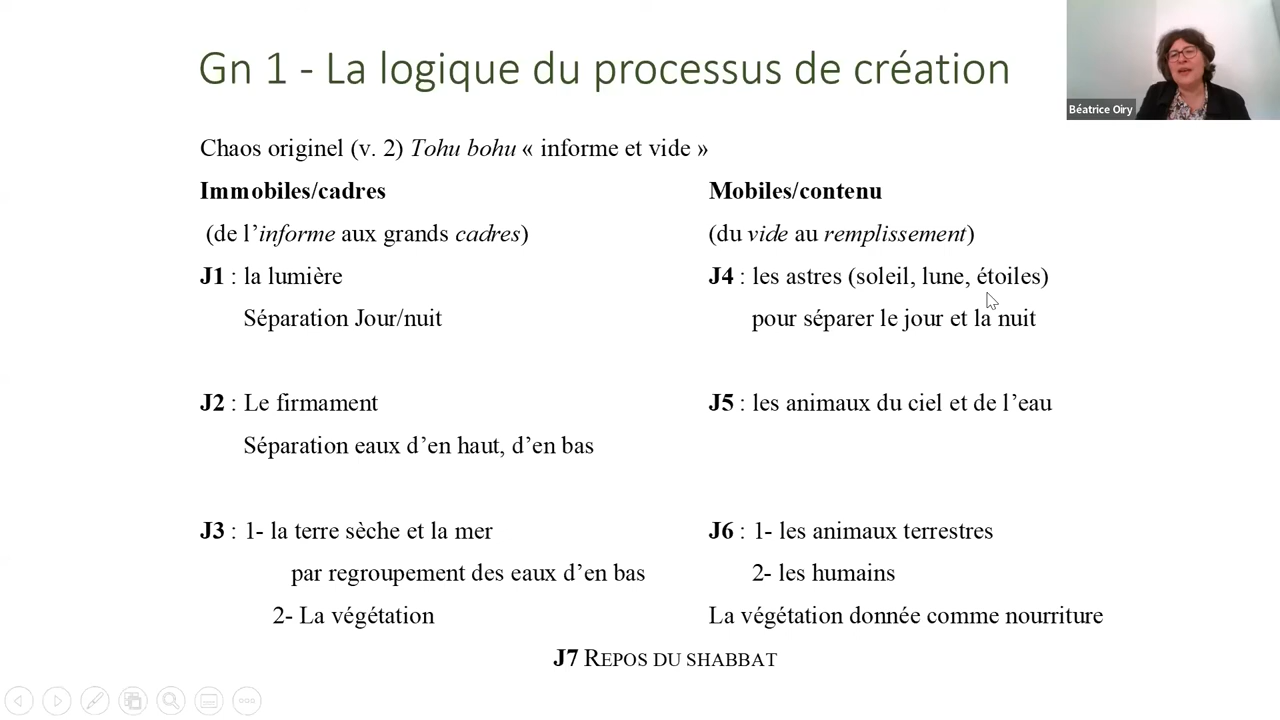 Gn 1 - La logique du processus de création
Béatrice Oiry
Chaos originel (v. 2) Tohu bohu « informe et vide »
Immobiles/cadres
(de l’informe aux grands cadres)
J1 : la lumière
Séparation Jour/nuit
J2 : Le firmament
Séparation eaux d’en haut, d’en bas
J3 : 1- la terre sèche et la mer
par regroupement des eaux d’en bas
2- La végétation
Mobiles/contenu
(du vide au remplissement)
J4 : les astres (soleil, lune, étoiles)
pour séparer le jour et la nuit
J5 : les animaux du ciel et de l’eau
J6 : 1- les animaux terrestres
2- les humains
La végétation donnée comme nourriture
J7 REPOS DU SHABBAT